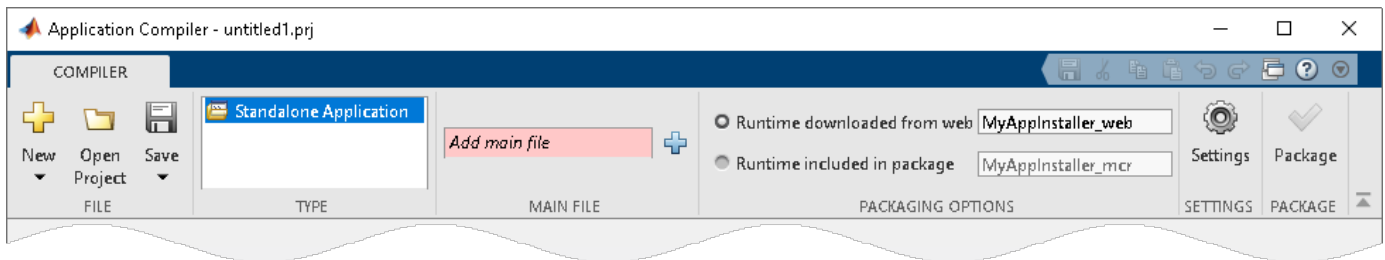 Application Compiler - untitled1.prj
COMPILER
New
Open
Project
Save
Standalone Application
Add main file
Runtime downloaded from web MyAppInstaller_web
Runtime included in package MyAppInstaller_mcr
Settings
Package
FILE TYPE MAIN FILE PACKAGING OPTIONS SETTINGS PACKAGE